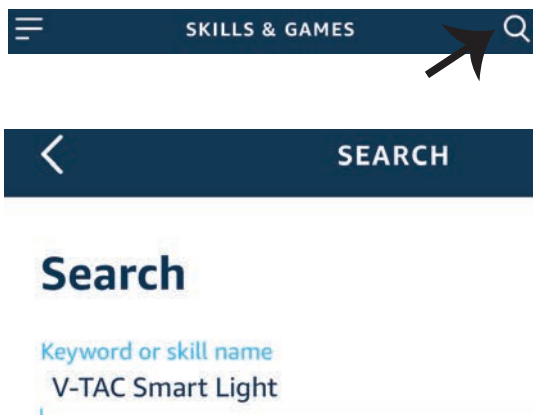 SKILLS & GAMES
SEARCH
Search
Keyword or skill name
V-TAC Smart Light